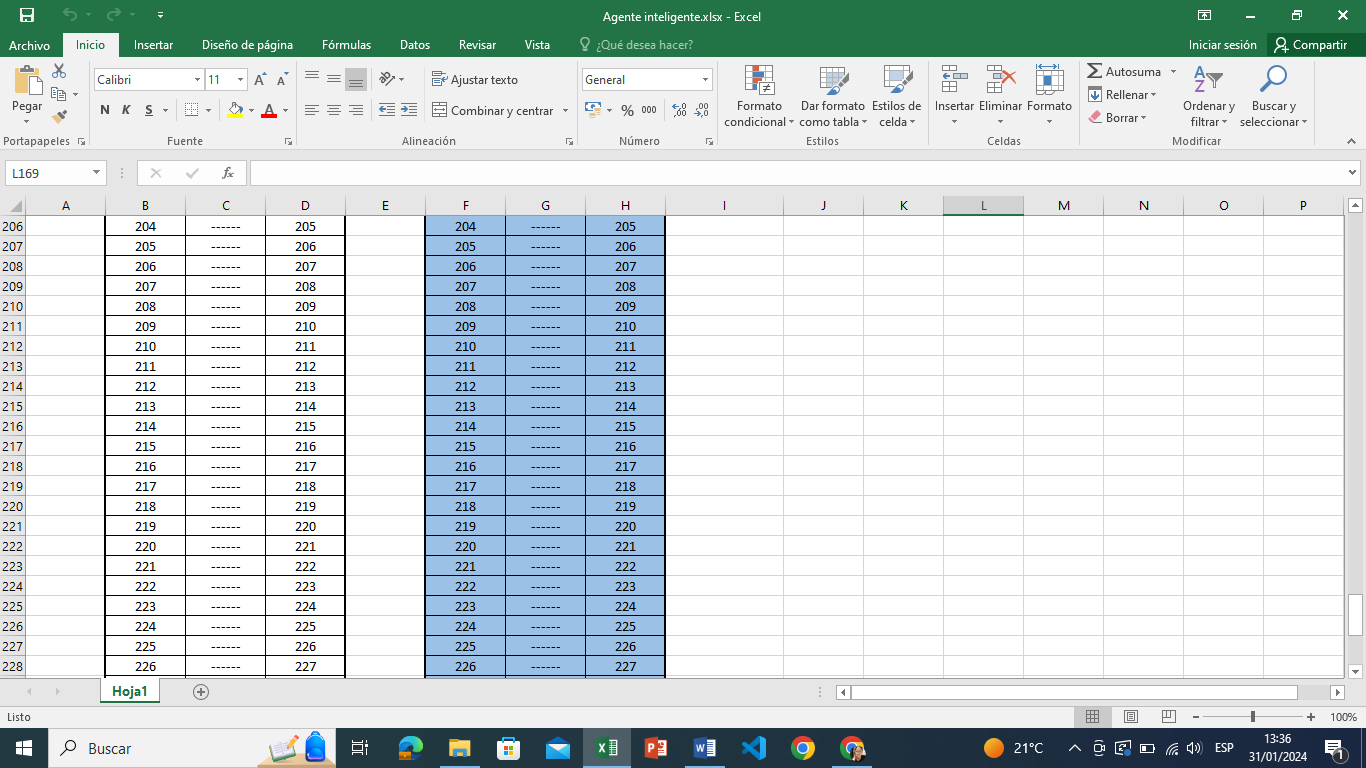 Agente inteligente.xlsx - Excel
Archivo Inicio Insertar Diseño de página Fórmulas Datos Revisar Vista ¿Qué desea hacer? Iniciar sesión Compartir
Pegar
Calibri 11
N K S
Ajustar texto
Combinar y centrar
General
% 000
Formato condicional
Dar formato como tabla
Estilos de celda
Insertar Eliminar Formato
Autosuma
Rellenar
Borrar
Ordenar y filtrar
Buscar y seleccionar
Portapapeles Fuente Alineación Número Estilos Celdas Modificar
L169 fx
A B C D E F G H I J K L M N O P
206 204 ------ 205 204 ------ 205
207 205 ------ 206 205 ------ 206
208 206 ------ 207 206 ------ 207
209 207 ------ 208 207 ------ 208
210 208 ------ 209 208 ------ 209
211 209 ------ 210 209 ------ 210
212 210 ------ 211 210 ------ 211
213 211 ------ 212 211 ------ 212
214 212 ------ 213 212 ------ 213
215 213 ------ 214 213 ------ 214
216 214 ------ 215 214 ------ 215
217 215 ------ 216 215 ------ 216
218 216 ------ 217 216 ------ 217
219 217 ------ 218 217 ------ 218
220 218 ------ 219 218 ------ 219
221 219 ------ 220 219 ------ 220
222 220 ------ 221 220 ------ 221
223 221 ------ 222 221 ------ 222
224 222 ------ 223 222 ------ 223
225 223 ------ 224 223 ------ 224
226 224 ------ 225 224 ------ 225
227 225 ------ 226 225 ------ 226
228 226 ------ 227 226 ------ 227
Hoja1
Listo 100%
Buscar 21°C ESP 13:36
31/01/2024 1